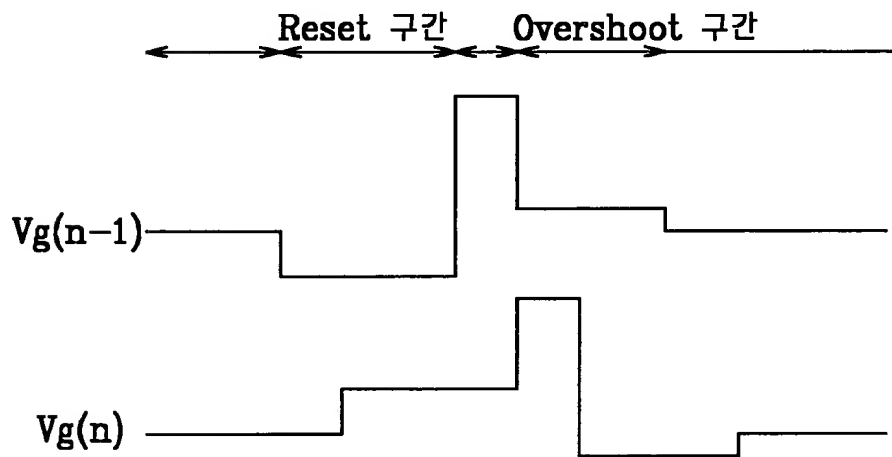 Reset 구간 Overshoot 구간
Vg(n-1)
Vg(n)